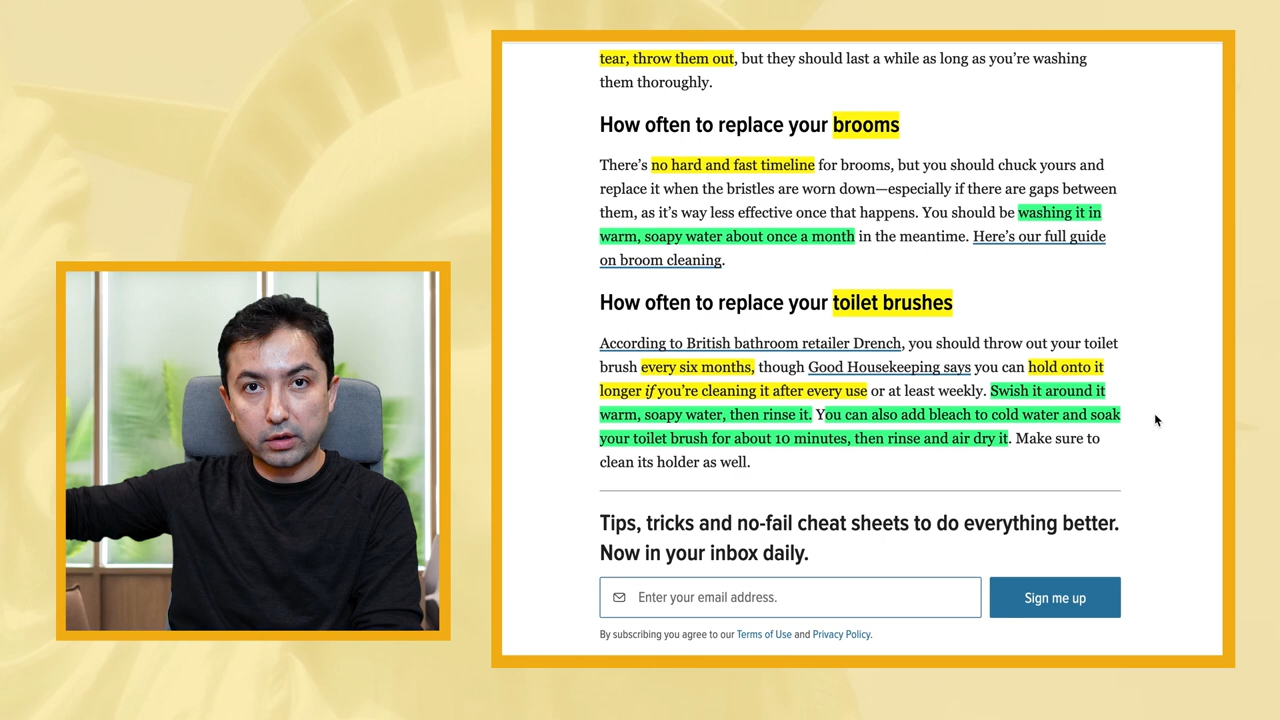 tear, throw them out, but they should last a while as long as you’re washing
them thoroughly.
How often to replace your brooms
There’s no hard and fast timeline for brooms, but you should chuck yours and
replace it when the bristles are worn down—especially if there are gaps between
them, as it’s way less effective once that happens. You should be washing it in
warm, soapy water about once a month in the meantime. Here’s our full guide
on broom cleaning.
How often to replace your toilet brushes
According to British bathroom retailer Drench, you should throw out your toilet
brush every six months, though Good Housekeeping says you can hold onto it
longer if you’re cleaning it after every use or at least weekly. Swish it around it
warm, soapy water, then rinse it. You can also add bleach to cold water and soak
your toilet brush for about 10 minutes, then rinse and air dry it. Make sure to
clean its holder as well.
Tips, tricks and no-fail cheat sheets to do everything better.
Now in your inbox daily.
Enter your email address.
Sign me up
By subscribing you agree to our Terms of Use and Privacy Policy.